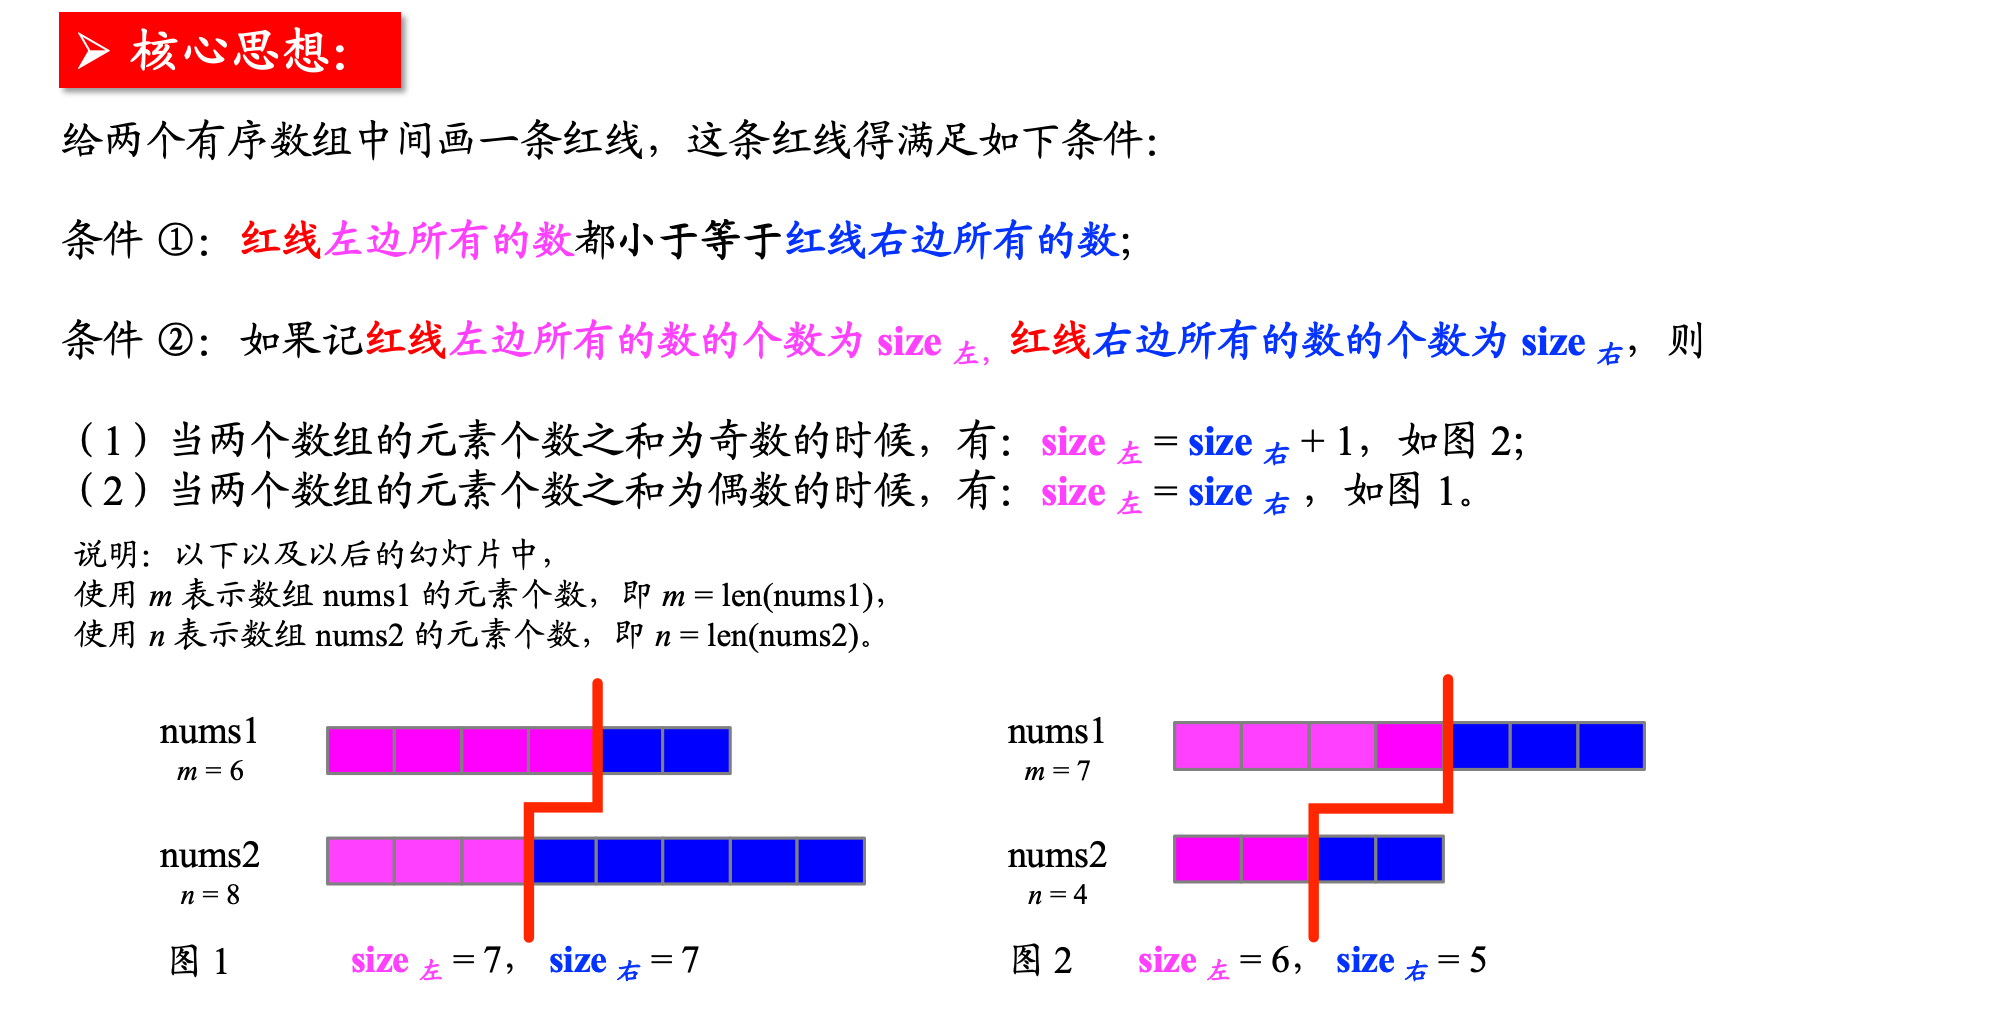 ➢ 核心思想：
给两个有序数组中间画一条红线，这条红线得满足如下条件：
条件 ①：红线左边所有的数都小于等于红线右边所有的数；
条件 ②：如果记红线左边所有的数的个数为 size 左，红线右边所有的数的个数为 size 右，则
（1）当两个数组的元素个数之和为奇数的时候，有：size 左 = size 右 + 1，如图 2；
（2）当两个数组的元素个数之和为偶数的时候，有：size 左 = size 右 ，如图 1。
说明：以下以及以后的幻灯片中，
使用 m 表示数组 nums1 的元素个数，即 m = len(nums1)，
使用 n 表示数组 nums2 的元素个数，即 n = len(nums2)。
nums1
m = 6
nums2
n = 8
图 1 size 左 = 7， size 右 = 7
nums1
m = 7
nums2
n = 4
图 2 size 左 = 6， size 右 = 5